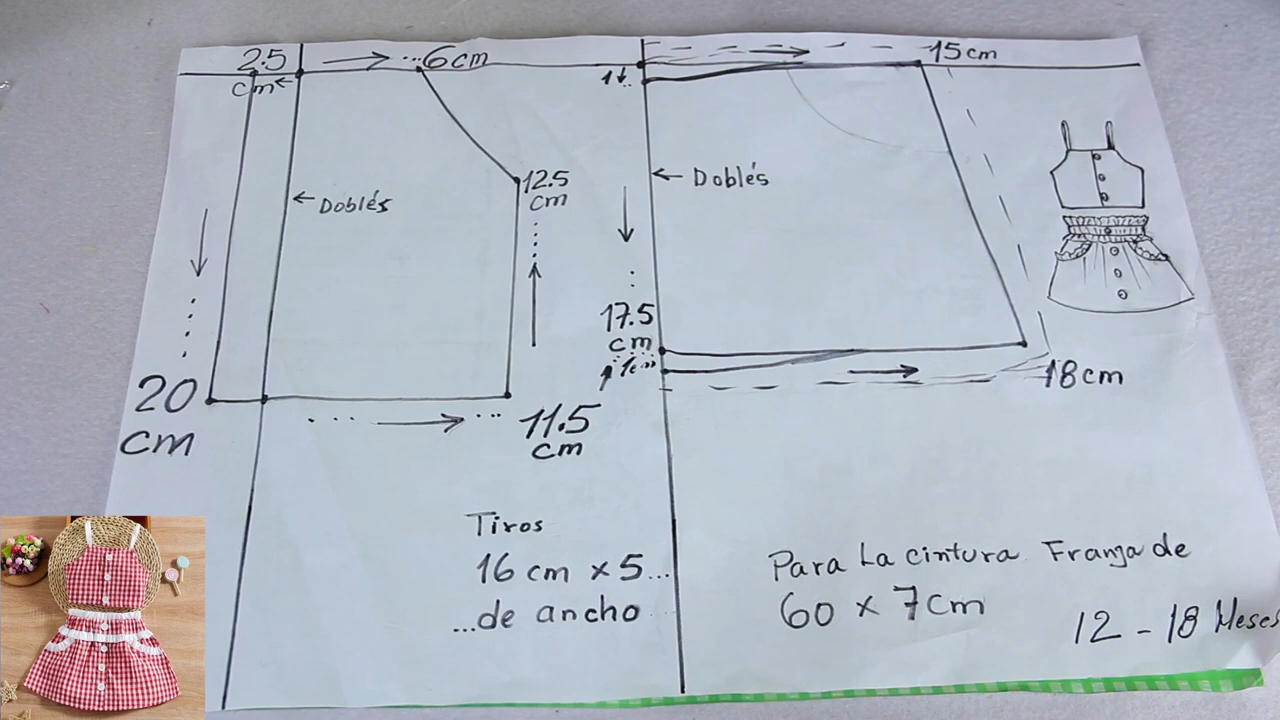 2.5
cm←
→ ...6cm
← Doblés
12.5
cm
20
cm
11.5
cm
Tiros
16 cm x 5...
...de ancho
15cm
1↓
← Doblés
17.5
cm
1cm
18cm
Para La cintura Franja de
60 x 7cm
12 - 18 Meses